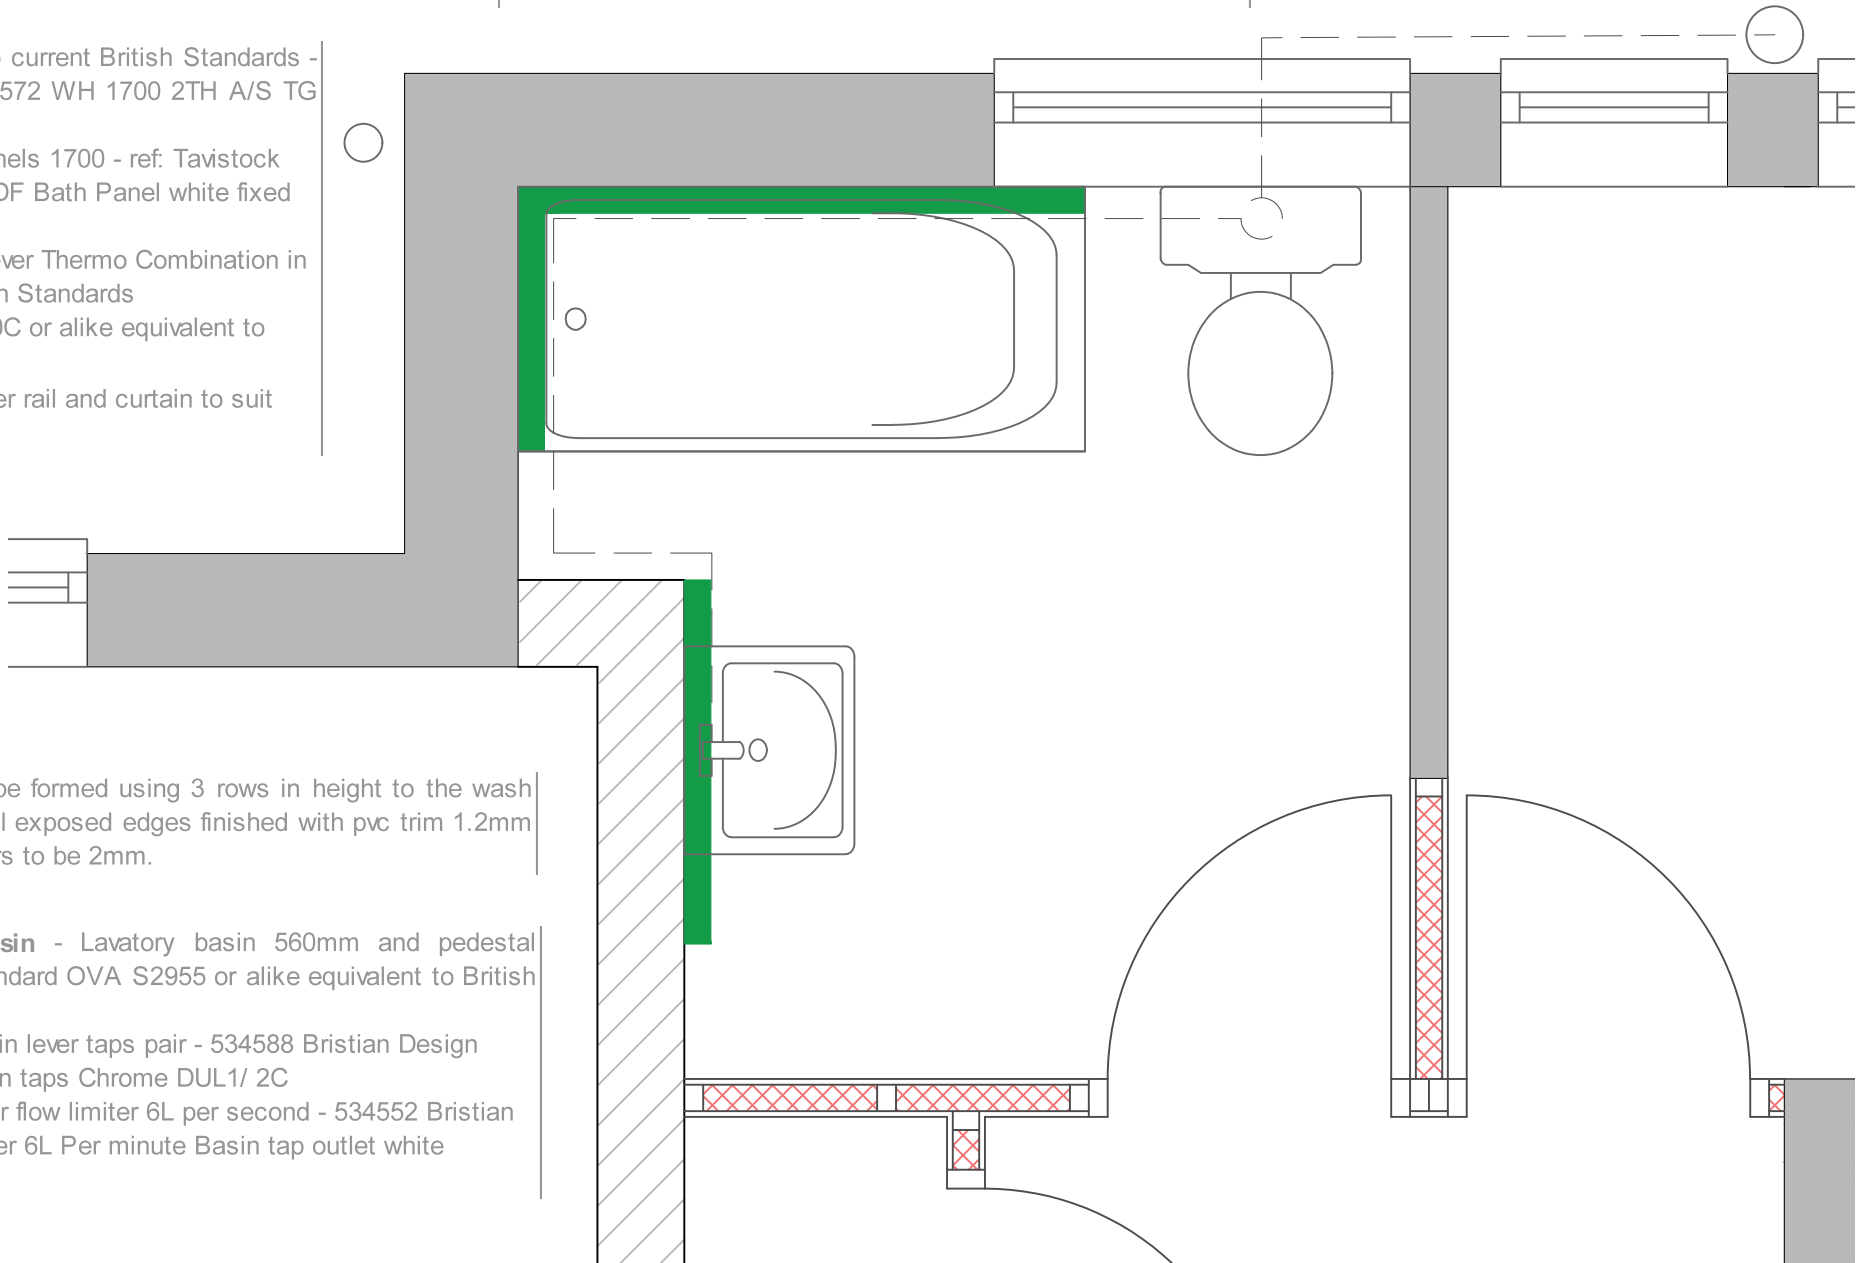 current British Standards -
572 WH 1700 2TH A/S TG
nels 1700 - ref: Tavistock
DF Bath Panel white fixed
ver Thermo Combination in
n Standards
0C or alike equivalent to
er rail and curtain to suit
be formed using 3 rows in height to the wash
ll exposed edges finished with pvc trim 1.2mm
rs to be 2mm.
sin - Lavatory basin 560mm and pedestal
ndard OVA S2955 or alike equivalent to British
in lever taps pair - 534588 Bristian Design
n taps Chrome DUL1/ 2C
r flow limiter 6L per second - 534552 Bristian
er 6L Per minute Basin tap outlet white